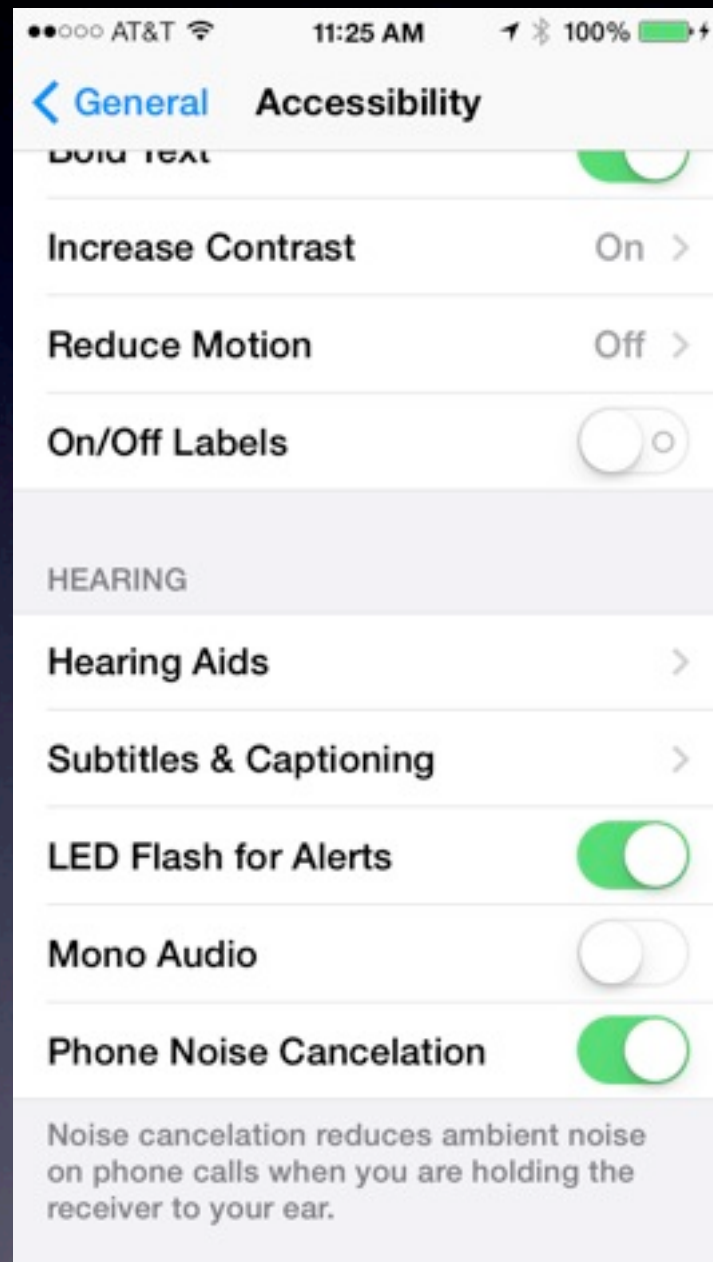 AT&T 11:25 AM 100%
General Accessibility
Bold Text
Increase Contrast On
Reduce Motion Off
On/Off Labels
HEARING
Hearing Aids
Subtitles & Captioning
LED Flash for Alerts
Mono Audio
Phone Noise Cancelation
Noise cancelation reduces ambient noise
on phone calls when you are holding the
receiver to your ear.